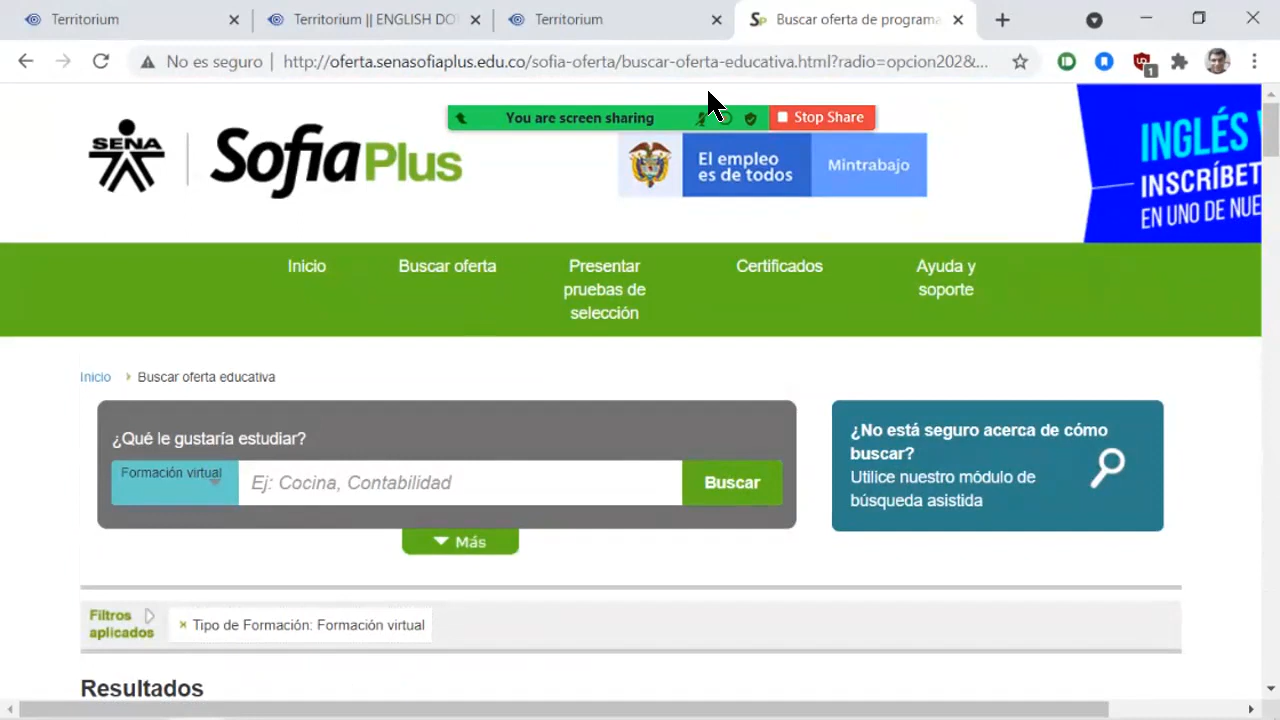 Territorium
Territorium || ENGLISH DO
Territorium
Sp Buscar oferta de programa
No es seguro | http://oferta.senasofiaplus.edu.co/sofia-oferta/buscar-oferta-educativa.html?radio=opcion202&...
1
You are screen sharing
Stop Share
SENA
Sofia Plus
El empleo
es de todos
Mintrabajo
INGLÉS
INSCRÍBET
EN UNO DE NUE
Inicio
Buscar oferta
Presentar
pruebas de
selección
Certificados
Ayuda y
soporte
Inicio
Buscar oferta educativa
¿Qué le gustaría estudiar?
Formación virtual
Ej: Cocina, Contabilidad
Buscar
Más
¿No está seguro acerca de cómo
buscar?
Utilice nuestro módulo de
búsqueda asistida
Filtros
aplicados
× Tipo de Formación: Formación virtual
Resultados